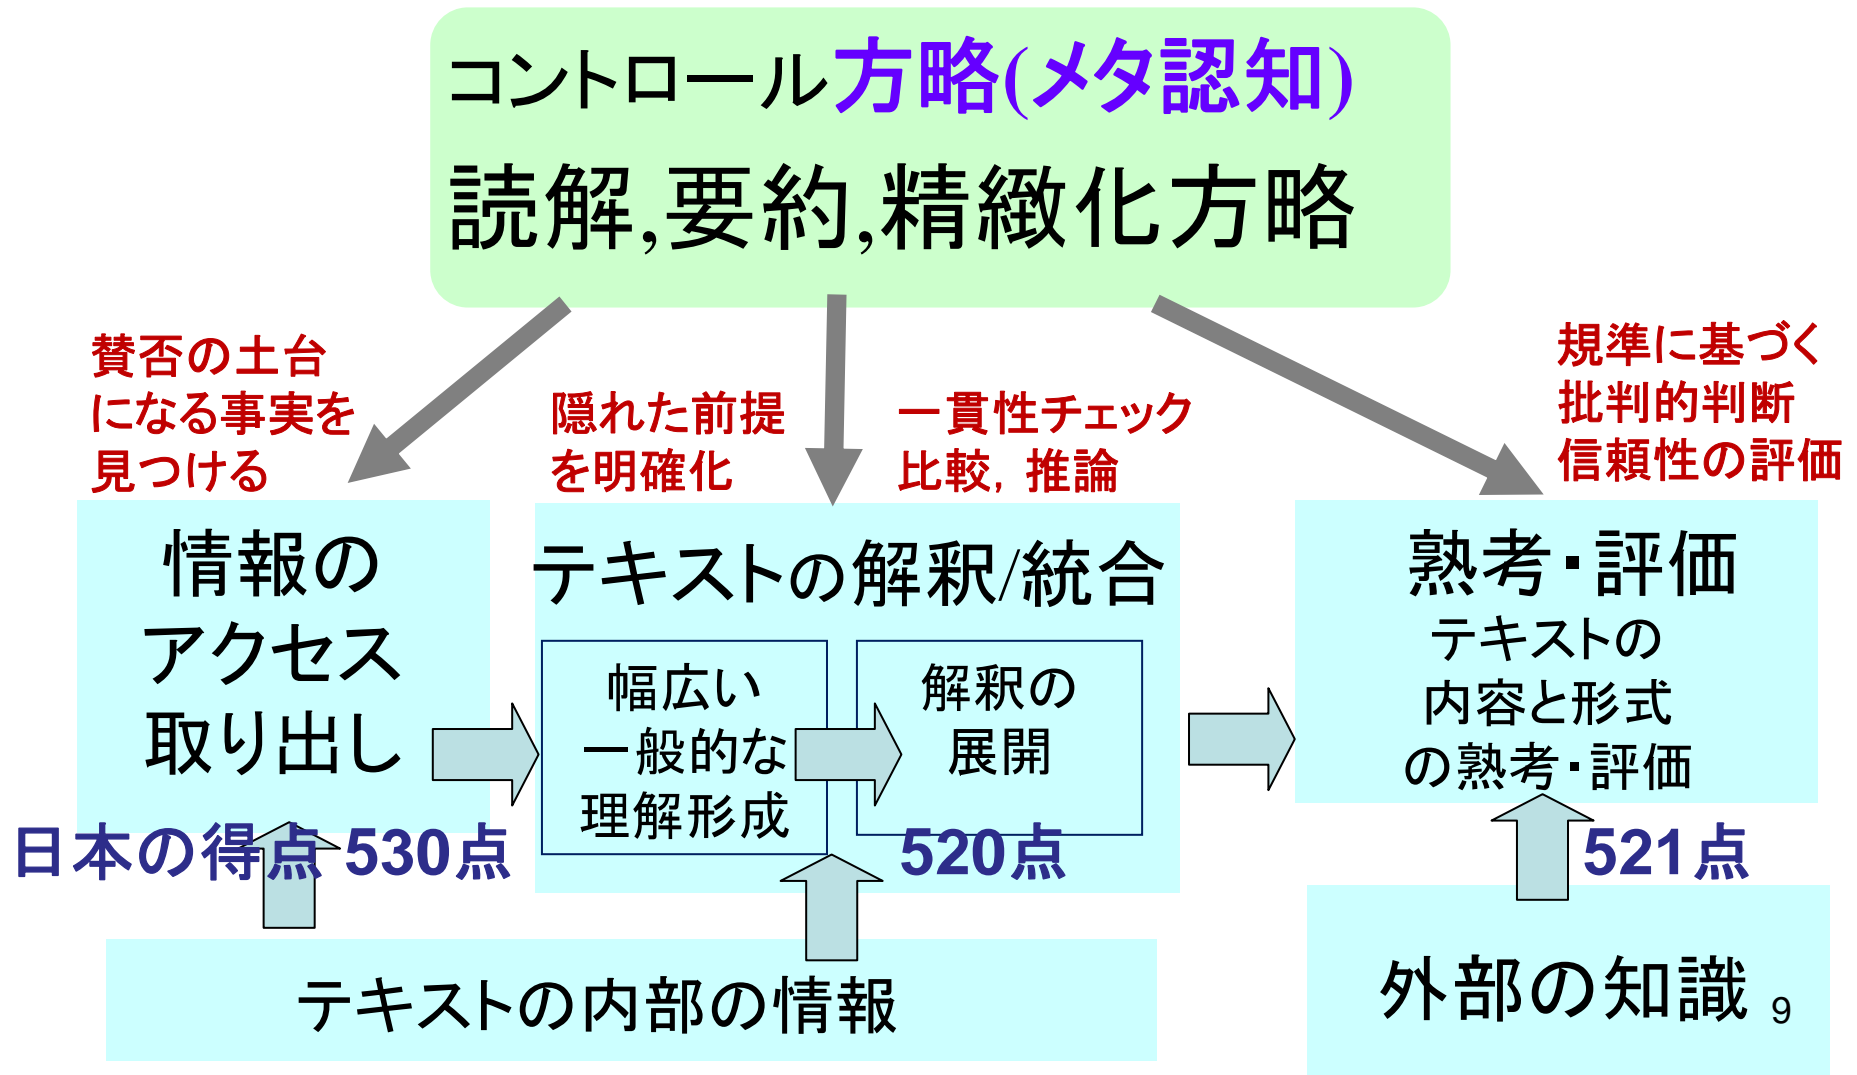 コントロール方略(メタ認知)
読解,要約,精緻化方略
賛否の土台
になる事実を
見つける
隠れた前提
を明確化
一貫性チェック
比較，推論
規準に基づく
批判的判断
信頼性の評価
情報の
アクセス
取り出し
テキストの解釈/統合
幅広い
一般的な
理解形成
解釈の
展開
熟考・評価
テキストの
内容と形式
の熟考・評価
日本の得点 530点
520点
521点
テキストの内部の情報
外部の知識
9